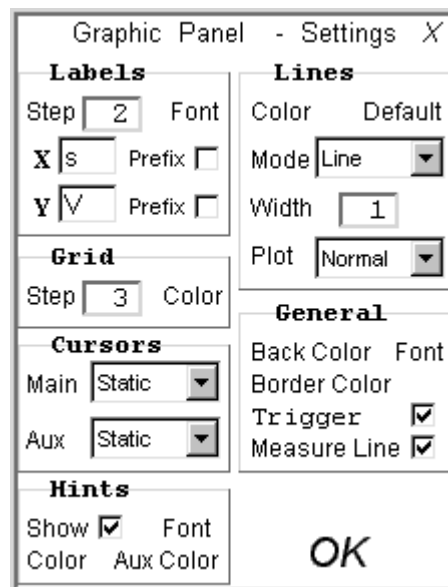 Graphic Panel - Settings X
Labels
Step 2 Font
X s Prefix
Y V Prefix
Grid
Step 3 Color
Cursors
Main Static
Aux Static
Hints
Show Font
Color Aux Color
Lines
Color Default
Mode Line
Width 1
Plot Normal
General
Back Color Font
Border Color
Trigger
Measure Line
OK